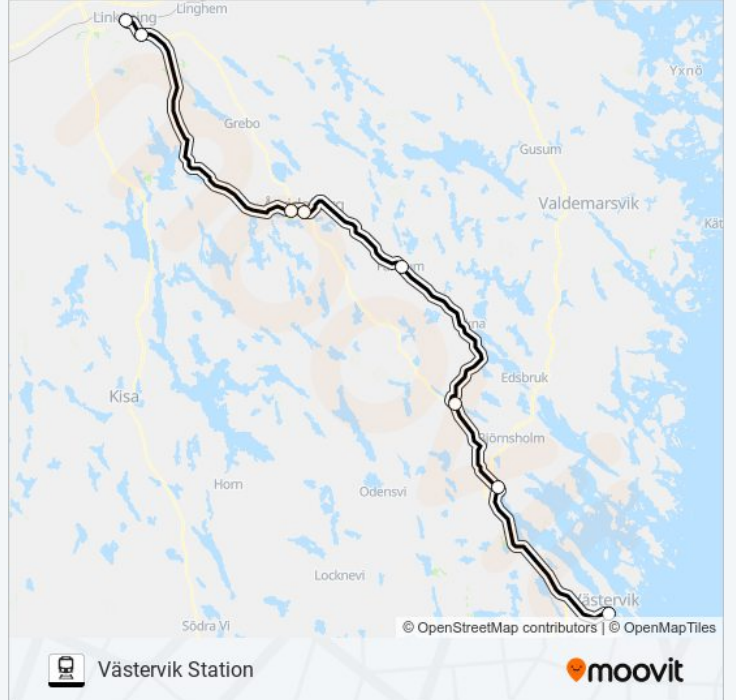 Linghem
Yxnö
Grebo
Gusum
Valdemarsvik
Edsbruk
Kisa
Björnsholm
Horn
Odensvi
Locknevi
Västervik
Södra Vi
© OpenStreetMap contributors | © OpenMapTiles
Västervik Station
moovit